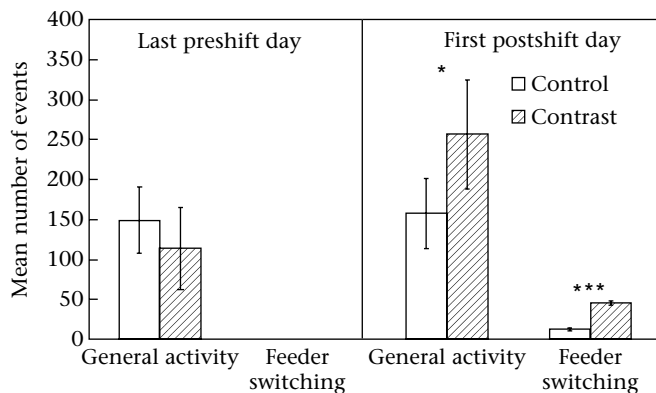 Mean number of events
400
350
300
250
200
150
100
50
0
Last preshift day
First postshift day
*
Control
Contrast
***
General activity
Feeder
switching
General activity
Feeder
switching